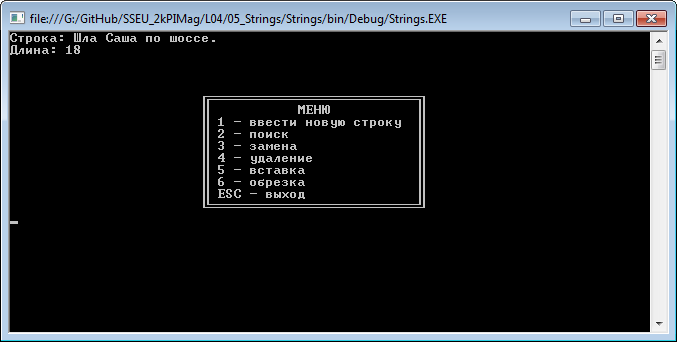 file:///G:/GitHub/SSEU_2kPIMag/L04/05_Strings/Strings/bin/Debug/Strings.EXE
Строка: Шла Саша по шоссе.
Длина: 18
МЕНЮ
1 - ввести новую строку
2 - поиск
3 - замена
4 - удаление
5 - вставка
6 - обрезка
ESC - выход